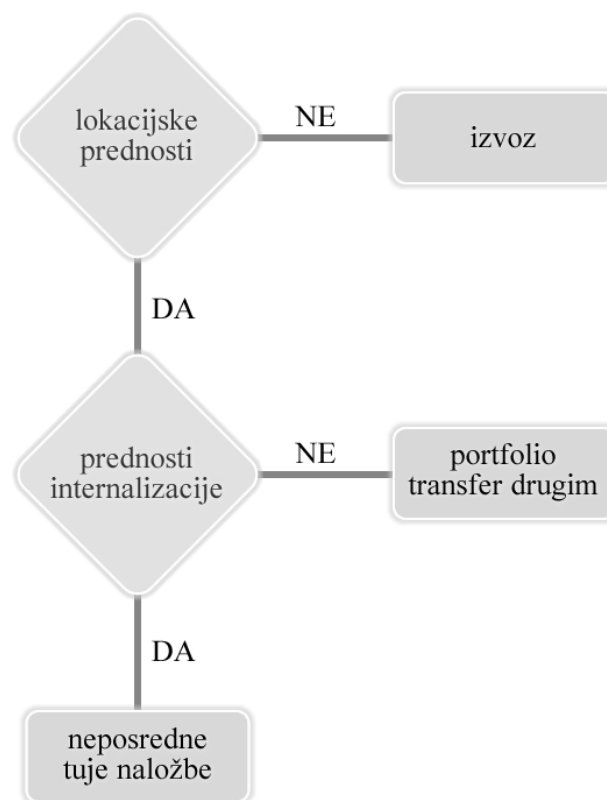 lokacijske
prednosti
NE
izvoz
DA
prednosti
internalizacije
NE
portfolio
transfer drugim
DA
neposredne
tuje naložbe